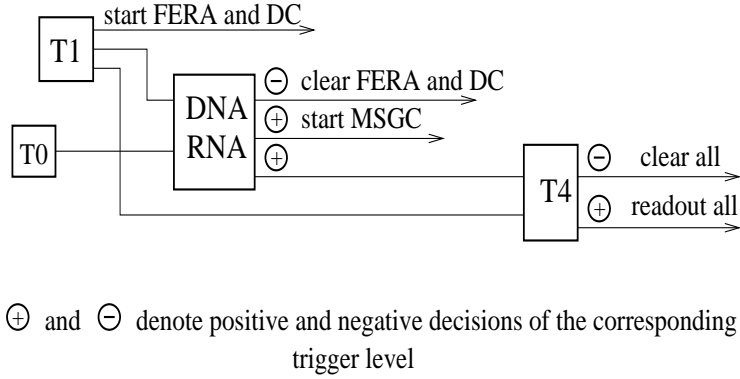 start FERA and DC
T1
⊖ clear FERA and DC
DNA
⊕ start MSGC
RNA
T0
⊕
⊖ clear all
T4
⊕ readout all
⊕ and ⊖ denote positive and negative decisions of the corresponding
trigger level